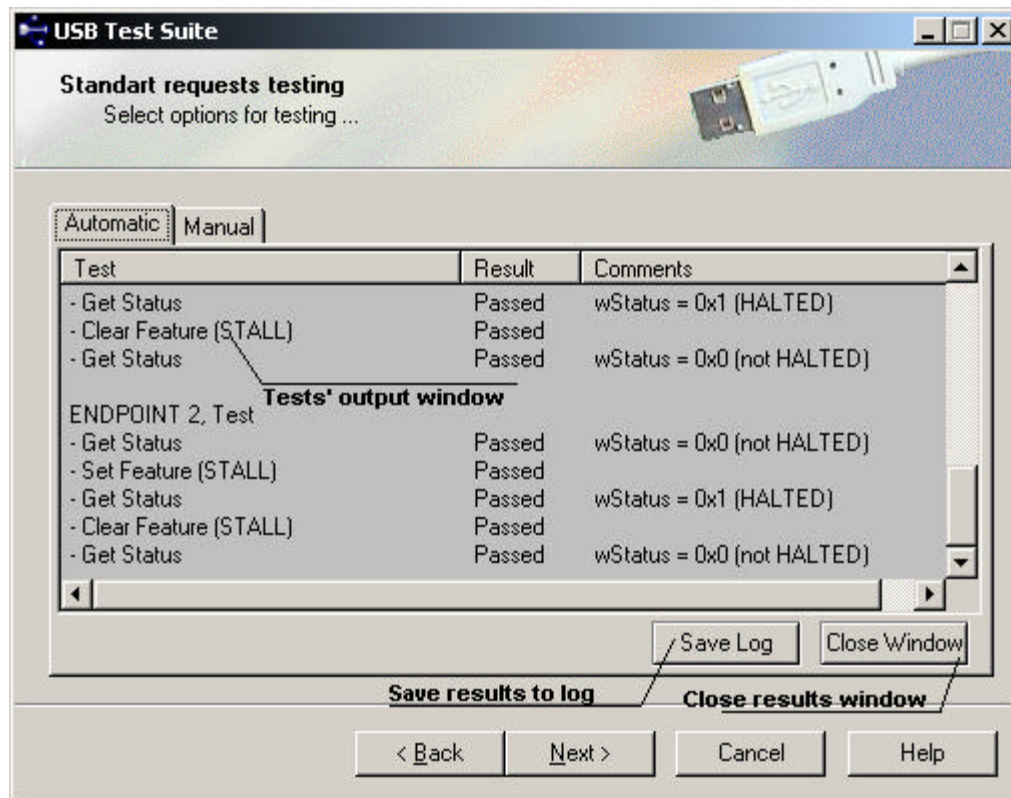 USB Test Suite
Standart requests testing
Select options for testing ...
Automatic Manual
Test Result Comments
- Get Status Passed wStatus = 0x1 (HALTED)
- Clear Feature (STALL) Passed
- Get Status Passed wStatus = 0x0 (not HALTED)
Tests' output window
ENDPOINT 2, Test
- Get Status Passed wStatus = 0x0 (not HALTED)
- Set Feature (STALL) Passed
- Get Status Passed wStatus = 0x1 (HALTED)
- Clear Feature (STALL) Passed
- Get Status Passed wStatus = 0x0 (not HALTED)
Save Log Close Window
Save results to log Close results window
< Back Next > Cancel Help